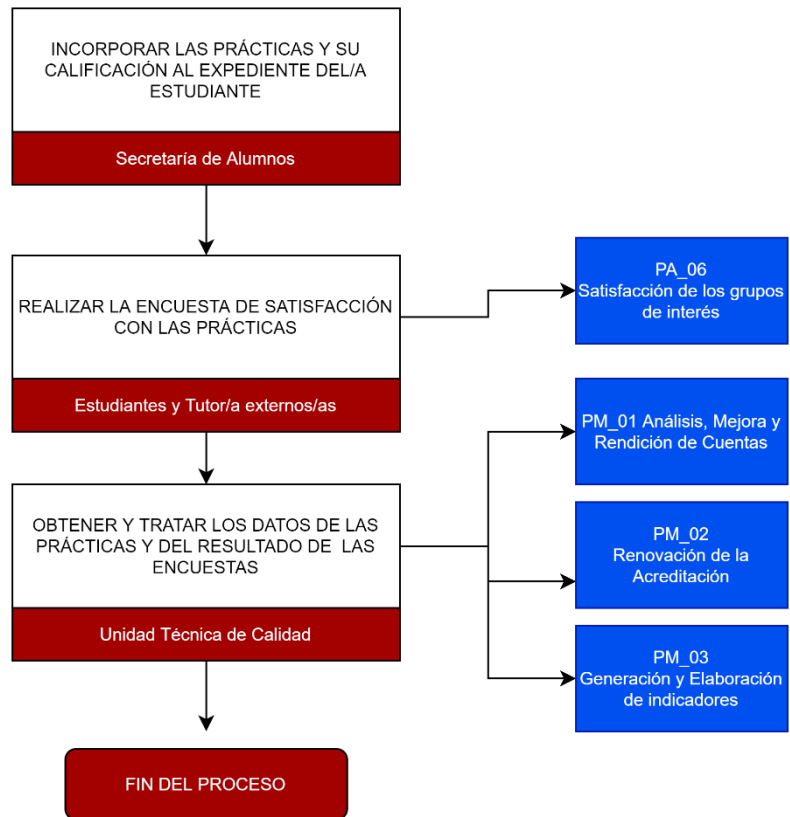 INCORPORAR LAS PRÁCTICAS Y SU
CALIFICACIÓN AL EXPEDIENTE DEL/A
ESTUDIANTE
Secretaría de Alumnos
REALIZAR LA ENCUESTA DE SATISFACCIÓN
CON LAS PRÁCTICAS
Estudiantes y Tutor/a externos/as
PA_06
Satisfacción de los grupos
de interés
OBTENER Y TRATAR LOS DATOS DE LAS
PRÁCTICAS Y DEL RESULTADO DE LAS
ENCUESTAS
Unidad Técnica de Calidad
PM_01 Análisis, Mejora y
Rendición de Cuentas
PM_02
Renovación de la
Acreditación
PM_03
Generación y Elaboración
de indicadores
FIN DEL PROCESO